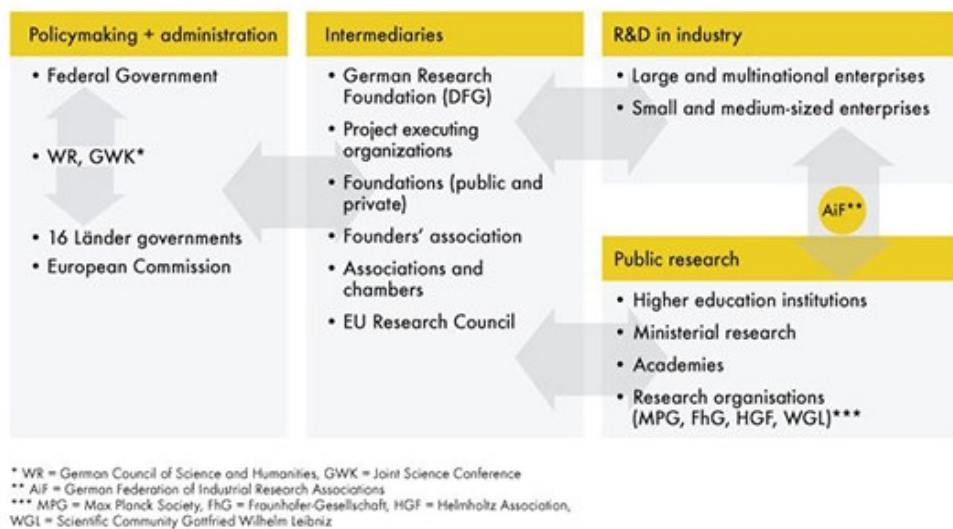 Policymaking + administration
• Federal Government
• WR, GWK*
• 16 Länder governments
• European Commission
Intermediaries
• German Research
Foundation (DFG)
• Project executing
organizations
• Foundations (public and
private)
• Founders' association
• Associations and
chambers
• EU Research Council
R&D in industry
• Large and multinational enterprises
• Small and medium-sized enterprises
AiF**
Public research
• Higher education institutions
• Ministerial research
• Academies
• Research organisations
(MPG, FhG, HGF, WGL)***
* WR = German Council of Science and Humanities, GWK = Joint Science Conference
** AiF = German Federation of Industrial Research Associations
*** MPG = Max Planck Society, FhG = Fraunhofer-Gesellschaft, HGF = Helmholtz Association,
WGL = Scientific Community Gottfried Wilhelm Leibniz